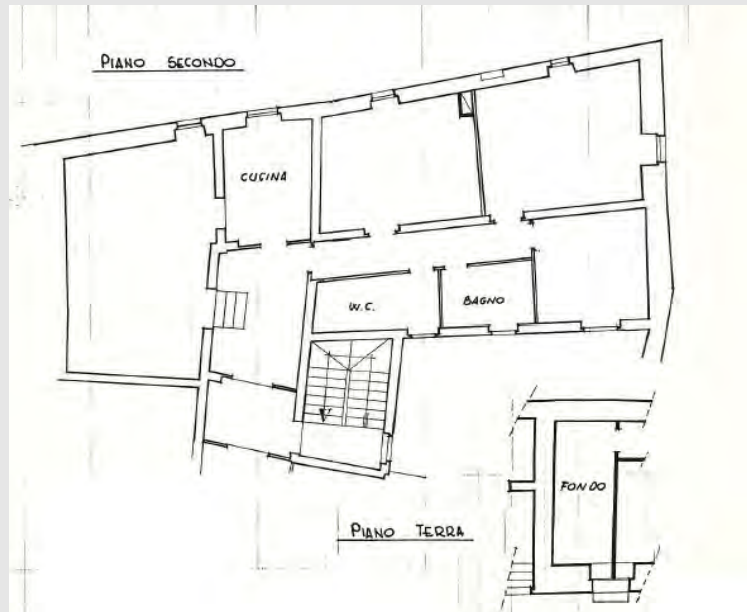 PIANO SECONDO
CUCINA
W.C.
BAGNO
FONDO
PIANO TERRA